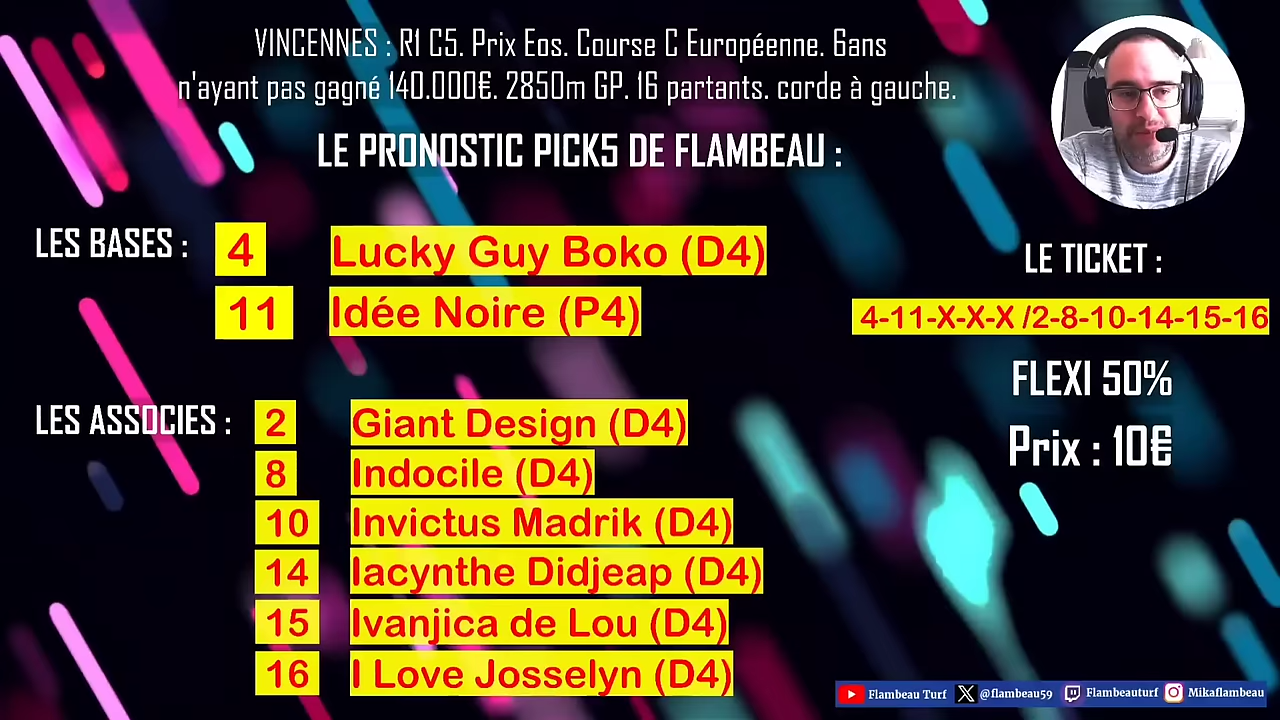 VINCENNES : R1 C5. Prix Eos. Course C Européenne. 6ans
n'ayant pas gagné 140.000€. 2850m GP. 16 partants. corde à gauche.
LE PRONOSTIC PICK5 DE FLAMBEAU :
LES BASES :
4 Lucky Guy Boko (D4)
11 Idée Noire (P4)
LE TICKET :
4-11-X-X-X /2-8-10-14-15-16
FLEXI 50%
Prix : 10€
LES ASSOCIES :
2 Giant Design (D4)
8 Indocile (D4)
10 Invictus Madrik (D4)
14 Iacynthe Didjeap (D4)
15 Ivanjica de Lou (D4)
16 I Love Josselyn (D4)
Flambeau Turf @flambeau59 Flambeauturf Mikaflambeau